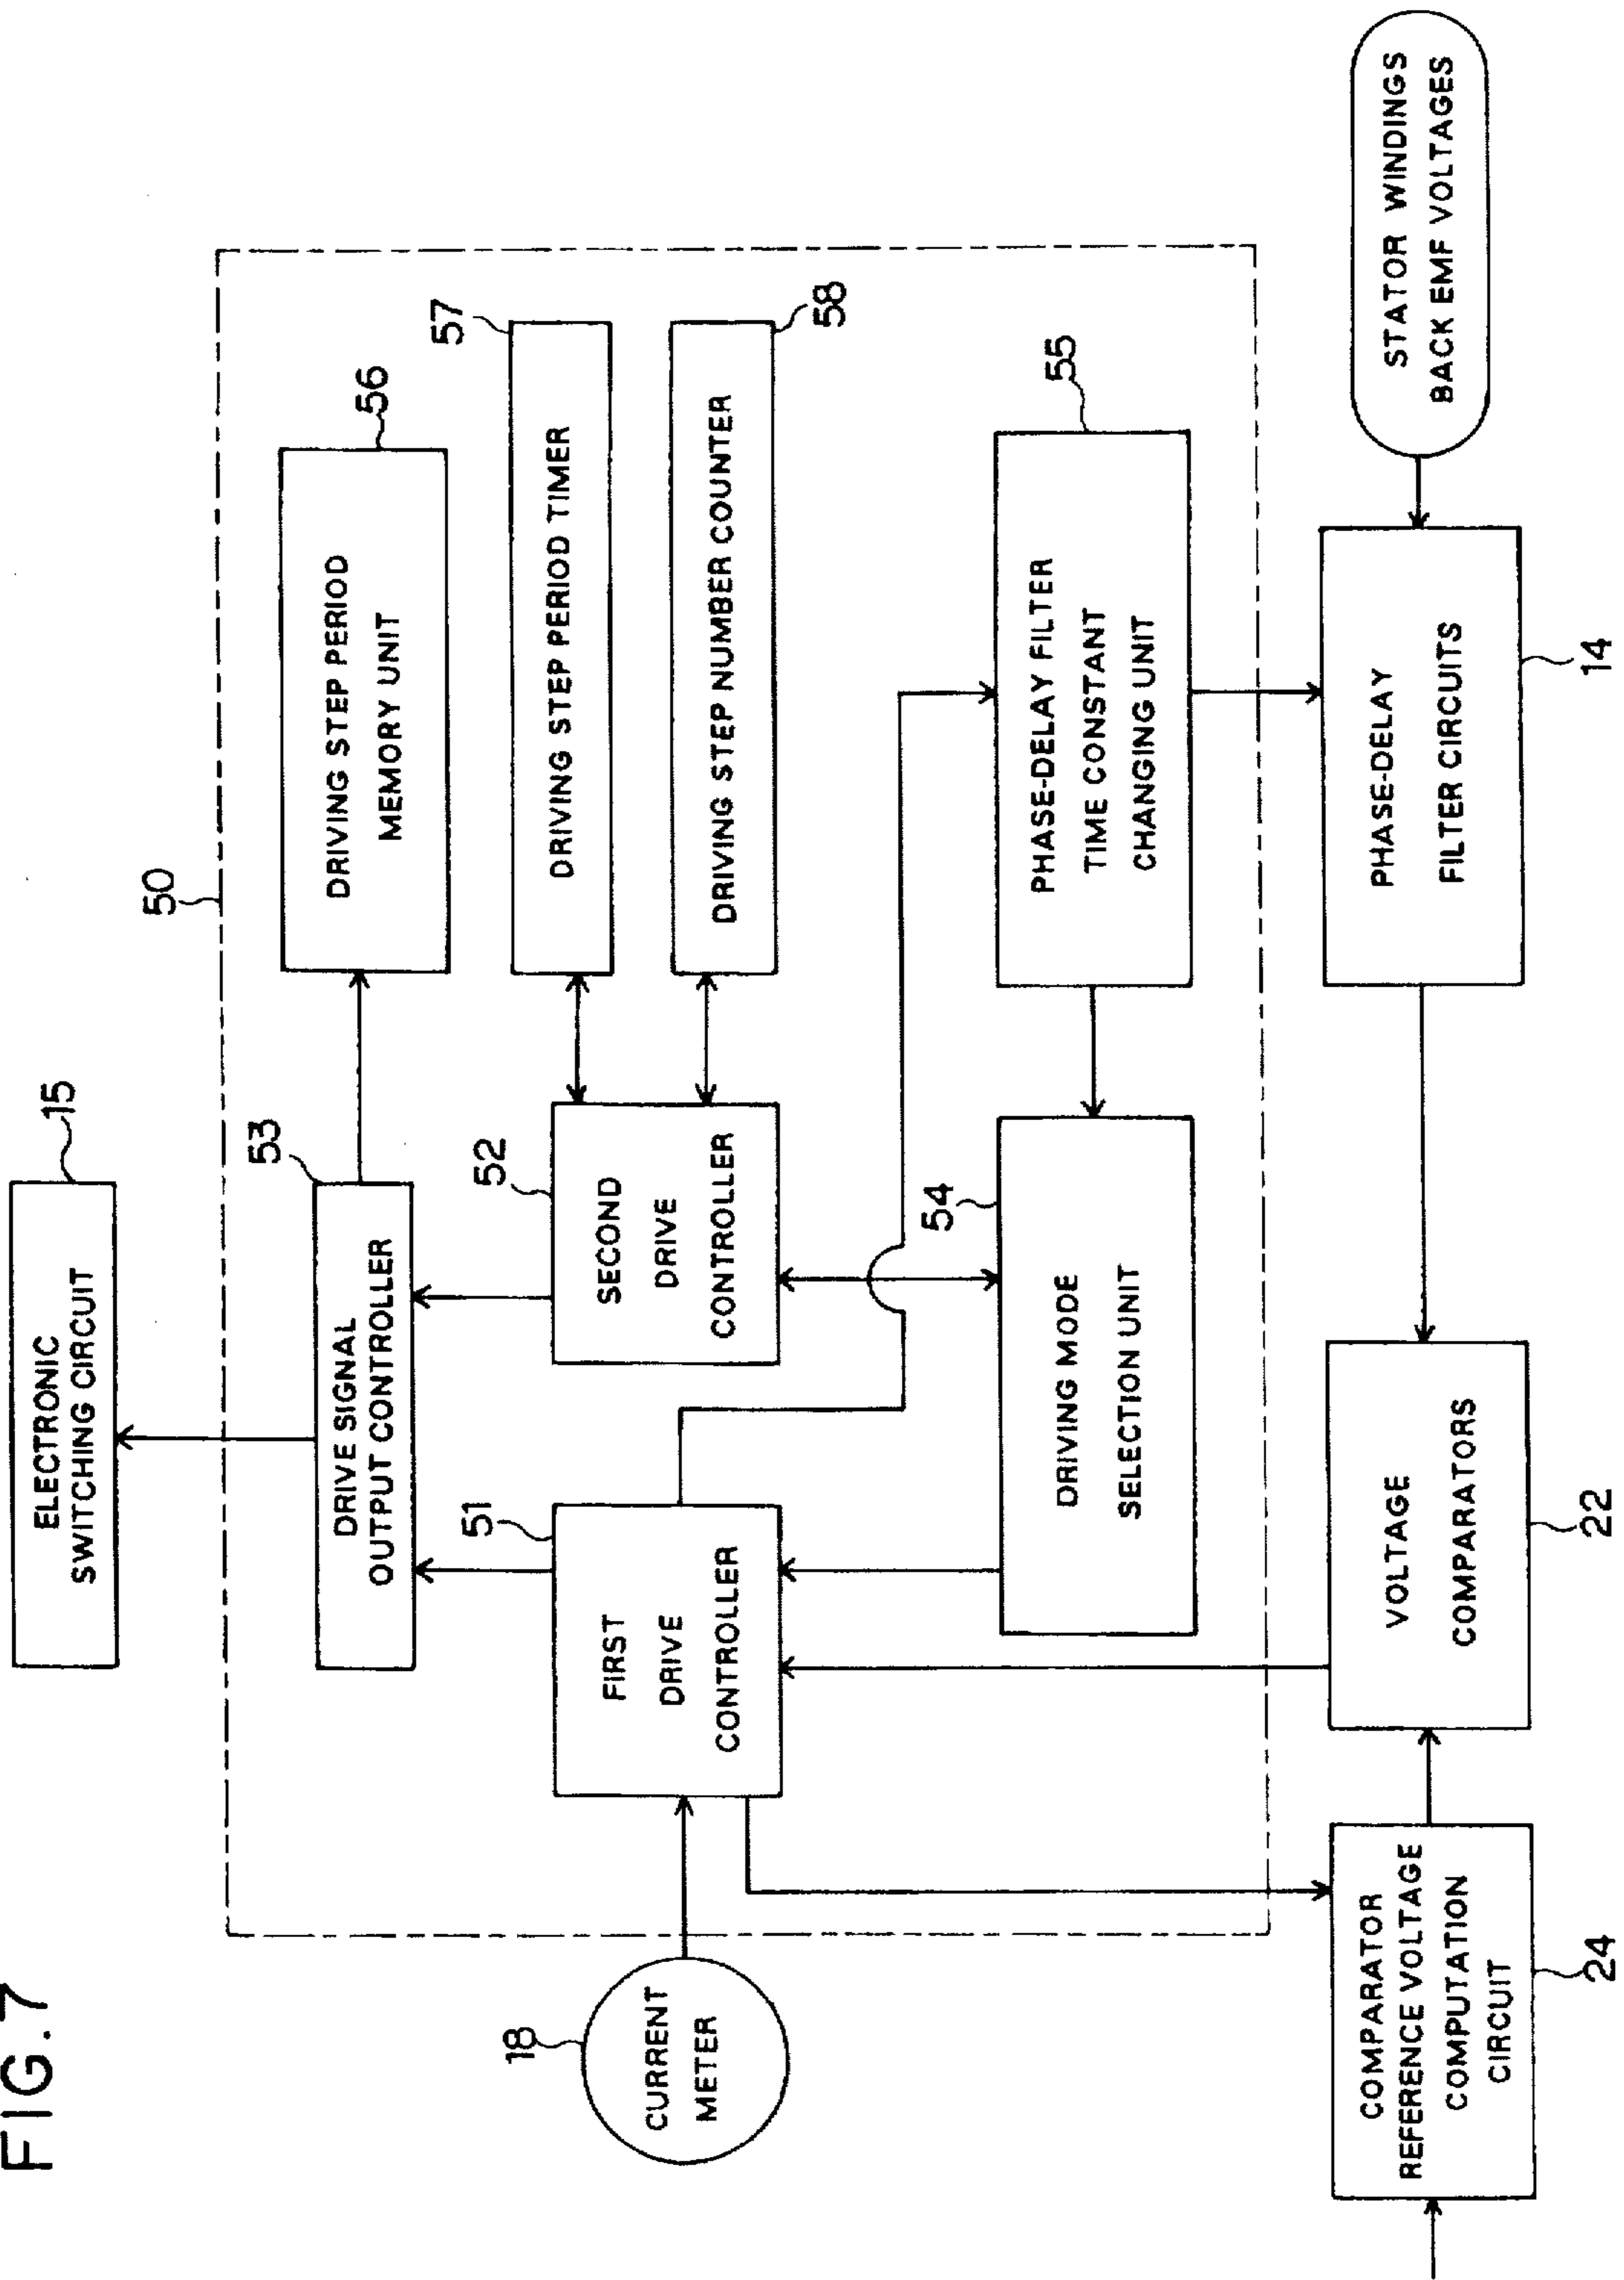 FIG.7
15
ELECTRONIC
SWITCHING CIRCUIT
50
53
DRIVE SIGNAL
OUTPUT CONTROLLER
56
DRIVING STEP PERIOD
MEMORY UNIT
57
DRIVING STEP PERIOD TIMER
DRIVING STEP NUMBER COUNTER
58
18
CURRENT
METER
51
FIRST
DRIVE
CONTROLLER
52
SECOND
DRIVE
CONTROLLER
54
DRIVING MODE
SELECTION UNIT
55
PHASE-DELAY FILTER
TIME CONSTANT
CHANGING UNIT
COMPARATOR
REFERENCE VOLTAGE
COMPUTATION
CIRCUIT
24
VOLTAGE
COMPARATORS
22
PHASE-DELAY
FILTER CIRCUITS
14
STATOR WINDINGS
BACK EMF VOLTAGES